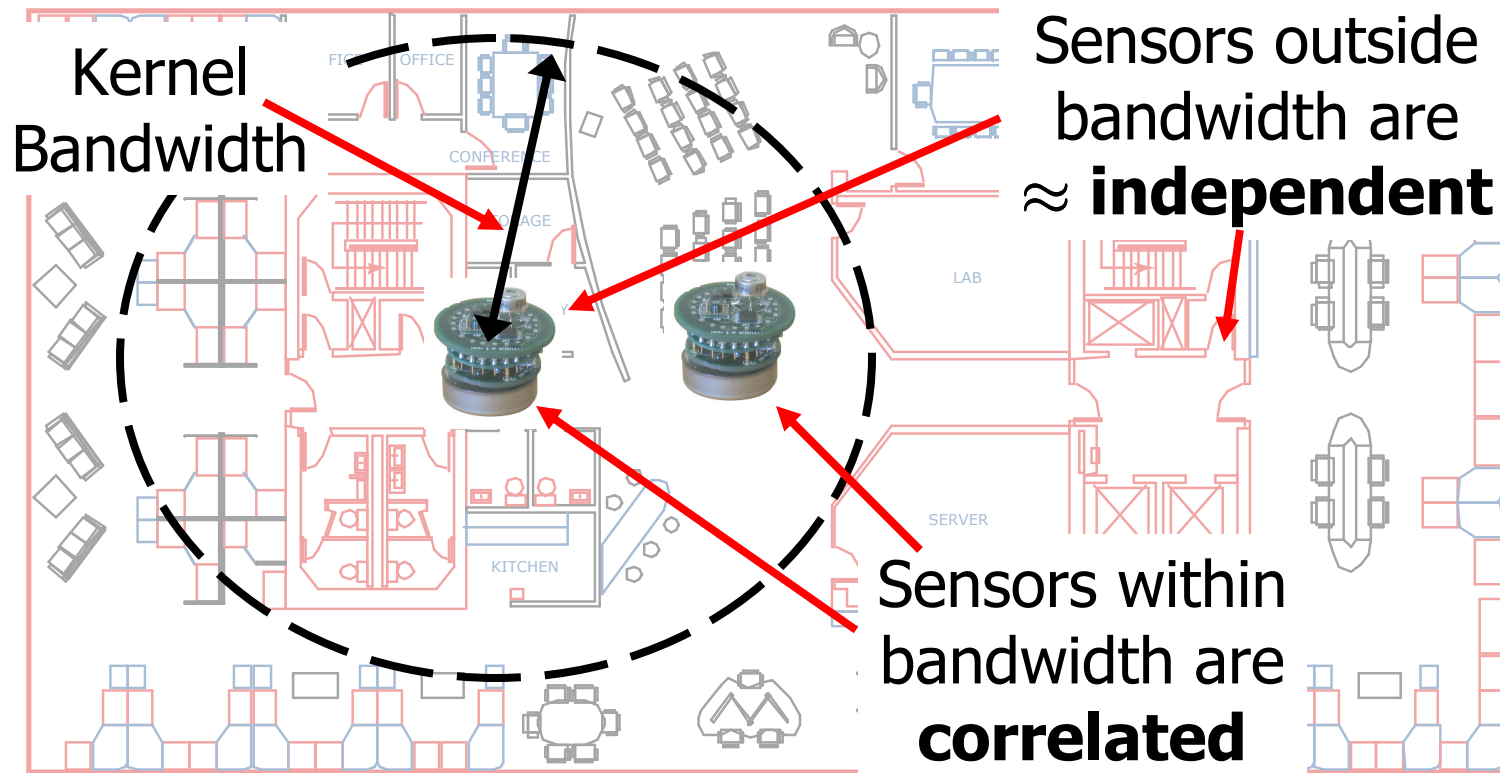 Kernel
Bandwidth
Sensors outside
bandwidth are
≈ independent
OFFICE
CONFERENCE
LAB
SERVER
KITCHEN
Sensors within
bandwidth are
correlated